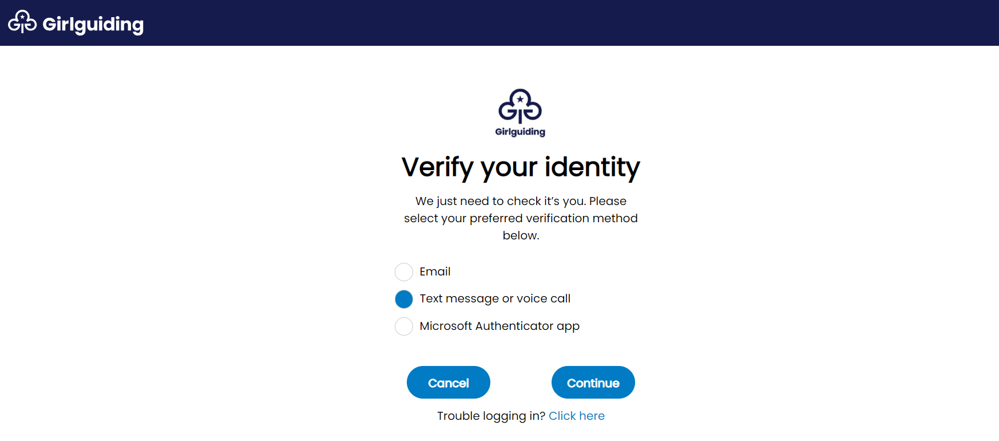 Girlguiding
Girlguiding
Verify your identity
We just need to check it’s you. Please
select your preferred verification method
below.
Email
Text message or voice call
Microsoft Authenticator app
Cancel
Continue
Trouble logging in? Click here